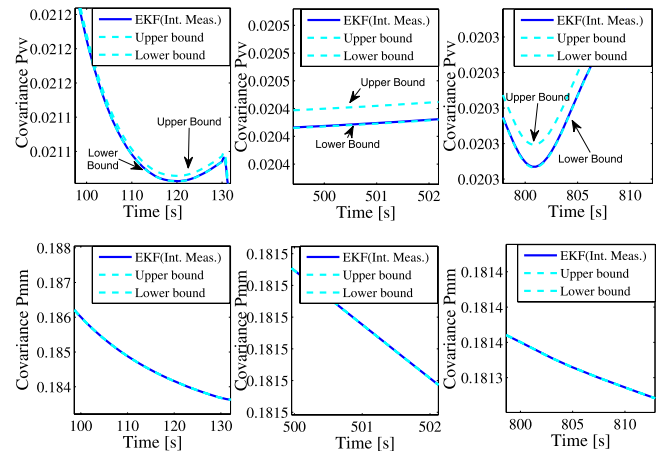 Covariance Pvv
0.0212
0.0212
0.0211
0.0211
EKF(Int. Meas.)
Upper bound
Lower bound
Lower
Bound
Upper Bound
100
110
120
130
Time [s]
Covariance Pvv
0.0205
0.0205
0.0204
0.0204
EKF(Int. Meas.)
Upper bound
Lower bound
Upper Bound
Lower Bound
500
501
502
Time [s]
Covariance Pvv
0.0203
0.0203
0.0203
0.0203
EKF(Int. Meas.)
Upper bound
Lower bound
Upper Bound
Lower Bound
800
805
810
Time [s]
Covariance Pmm
0.188
0.187
0.186
0.185
0.184
EKF(Int. Meas.)
Upper bound
Lower bound
100
110
120
130
Time [s]
Covariance Pmm
0.1815
0.1815
0.1815
0.1815
0.1815
EKF(Int. Meas.)
Upper bound
Lower bound
500
501
502
Time [s]
Covariance Pmm
0.1814
0.1814
0.1814
0.1813
EKF(Int. Meas.)
Upper bound
Lower bound
800
805
810
Time [s]